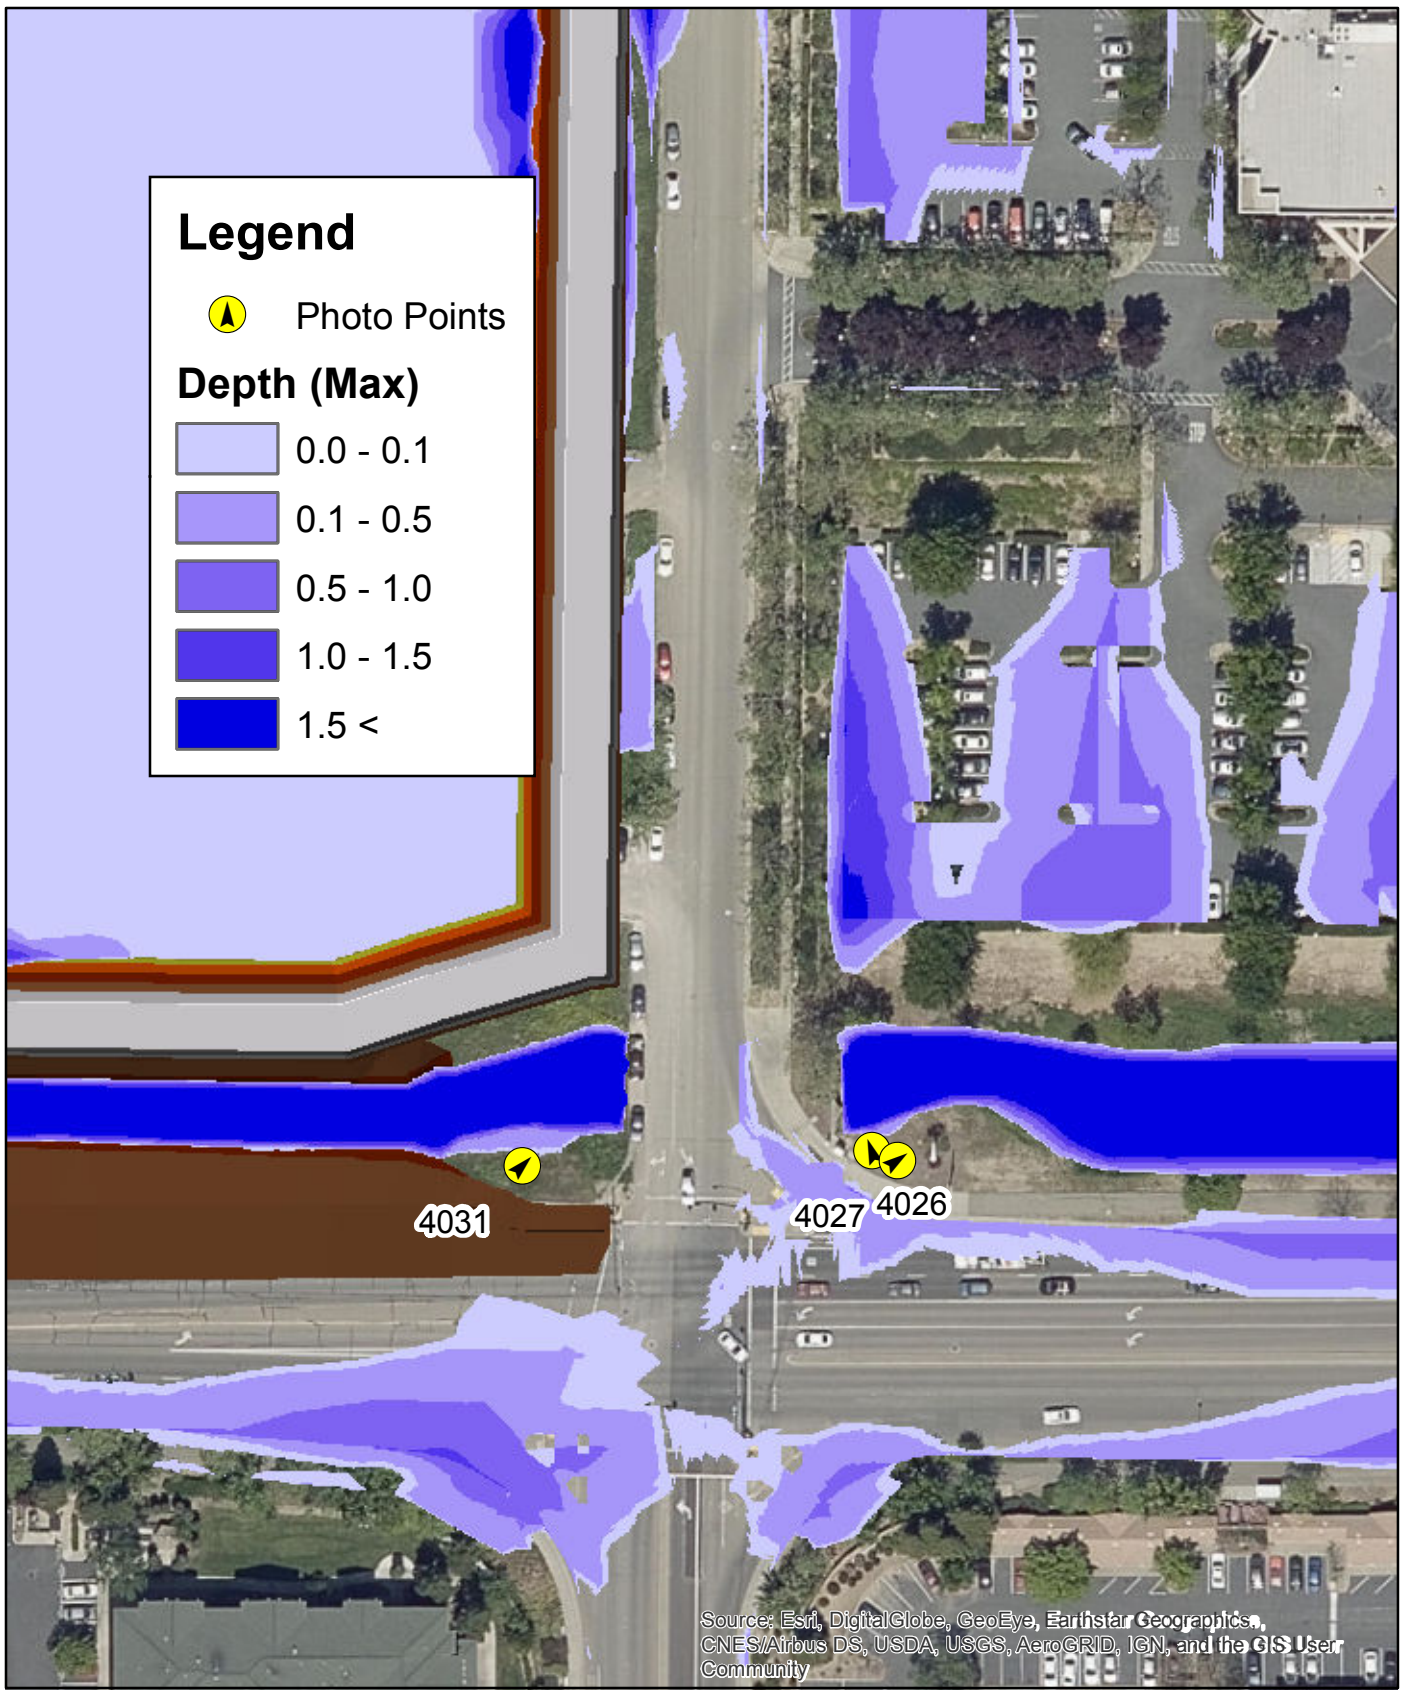 Legend
Photo Points
Depth (Max)
0.0 - 0.1
0.1 - 0.5
0.5 - 1.0
1.0 - 1.5
1.5 <
STOP
4031
4027
4026
Source: Esri, DigitalGlobe, GeoEye, Earthstar Geographics,
CNES/Airbus DS, USDA, USGS, AeroGRID, IGN, and the GIS User
Community